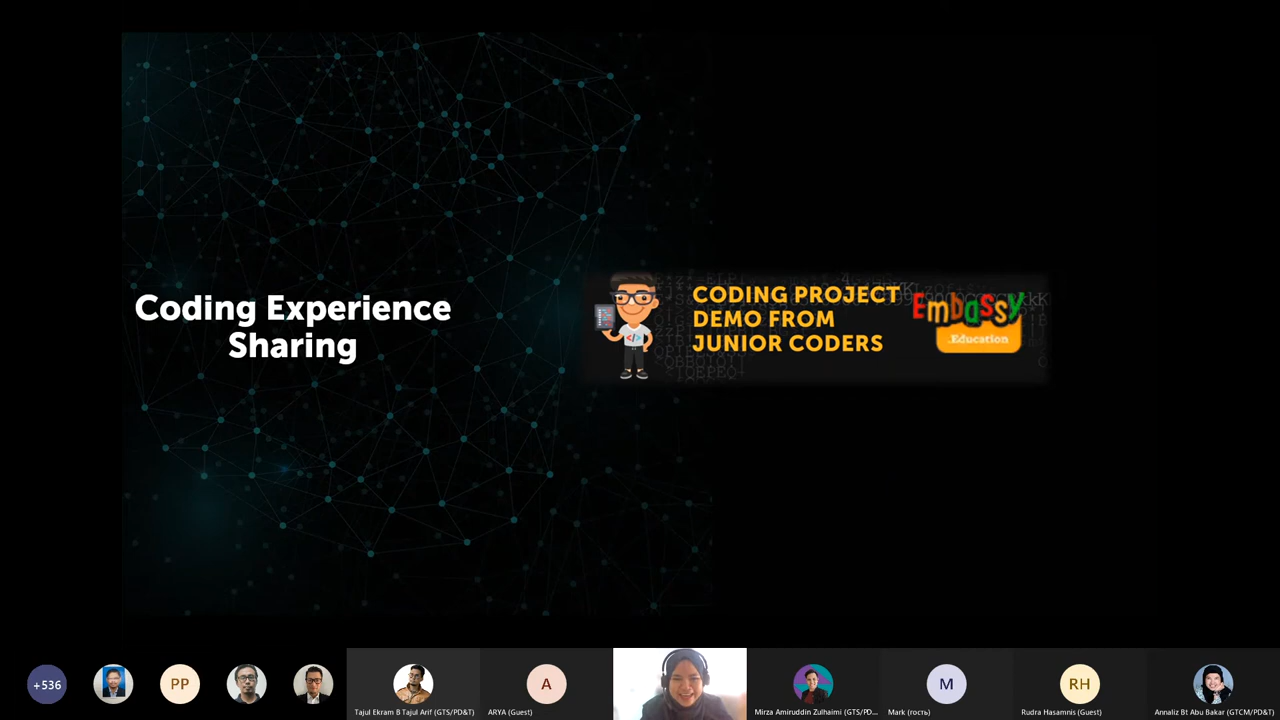 Coding Experience
Sharing
CODING PROJECT
DEMO FROM
JUNIOR CODERS
Embassy
.Education
+536
PP
Tajul Ekram B Tajul Arif (GTS/PD&T)
A
ARYA (Guest)
Mirza Amiruddin Zulhaimi (GTS/PD...
M
Mark (гость)
RH
Rudra Hasamnis (Guest)
Annaliz Bt Abu Bakar (GTCM/PD&T)